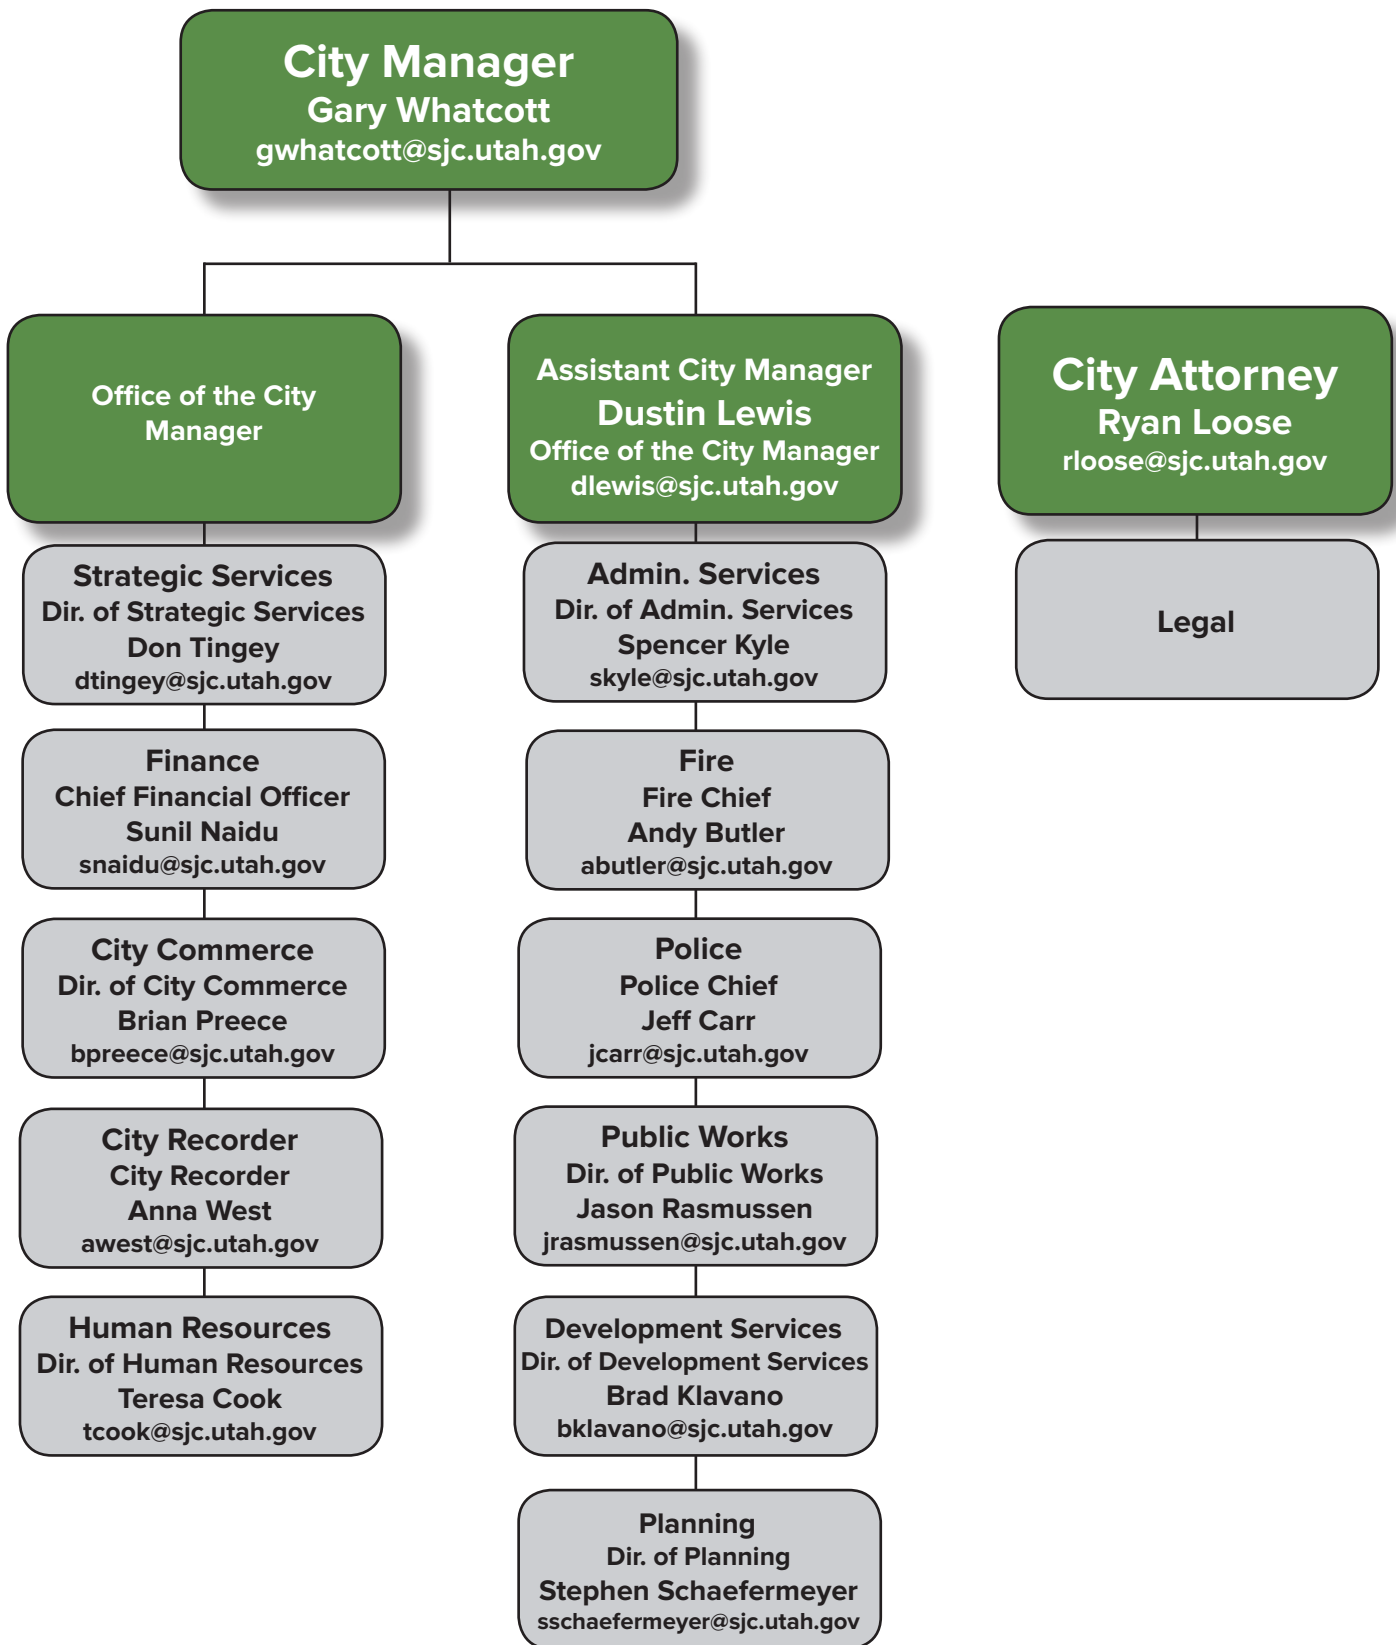 City Manager
Gary Whatcott
gwhatcott@sjc.utah.gov
Office of the City
Manager
Assistant City Manager
Dustin Lewis
Office of the City Manager
dlewis@sjc.utah.gov
City Attorney
Ryan Loose
rloose@sjc.utah.gov
Strategic Services
Dir. of Strategic Services
Don Tingey
dtingey@sjc.utah.gov
Finance
Chief Financial Officer
Sunil Naidu
snaidu@sjc.utah.gov
City Commerce
Dir. of City Commerce
Brian Preece
bpreece@sjc.utah.gov
City Recorder
City Recorder
Anna West
awest@sjc.utah.gov
Human Resources
Dir. of Human Resources
Teresa Cook
tcook@sjc.utah.gov
Admin. Services
Dir. of Admin. Services
Spencer Kyle
skyle@sjc.utah.gov
Fire
Fire Chief
Andy Butler
abutler@sjc.utah.gov
Police
Police Chief
Jeff Carr
jcarr@sjc.utah.gov
Public Works
Dir. of Public Works
Jason Rasmussen
jrasmussen@sjc.utah.gov
Development Services
Dir. of Development Services
Brad Klavano
bklavano@sjc.utah.gov
Planning
Dir. of Planning
Stephen Schaefermeyer
sschaefermeyer@sjc.utah.gov
Legal